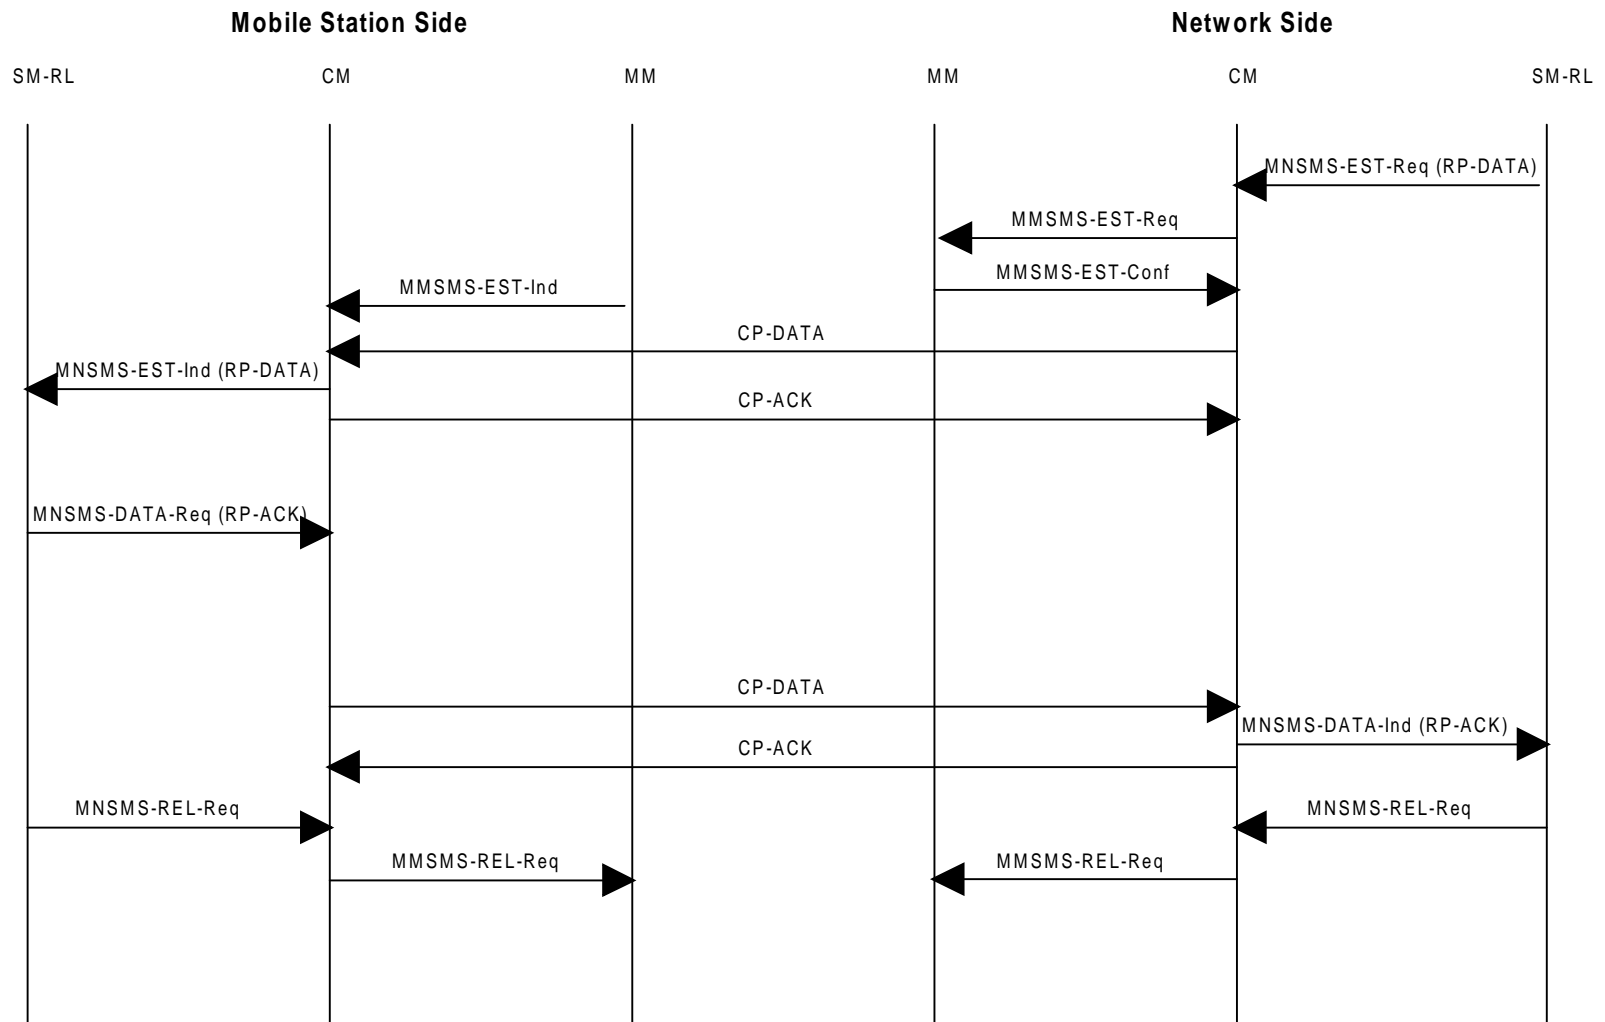 Mobile Station Side
Network Side
SM-RL
CM
MM
MM
CM
SM-RL
MNSMS-EST-Req (RP-DATA)
MMSMS-EST-Req
MMSMS-EST-Conf
MMSMS-EST-Ind
CP-DATA
MNSMS-EST-Ind (RP-DATA)
CP-ACK
MNSMS-DATA-Req (RP-ACK)
CP-DATA
MNSMS-DATA-Ind (RP-ACK)
CP-ACK
MNSMS-REL-Req
MNSMS-REL-Req
MMSMS-REL-Req
MMSMS-REL-Req